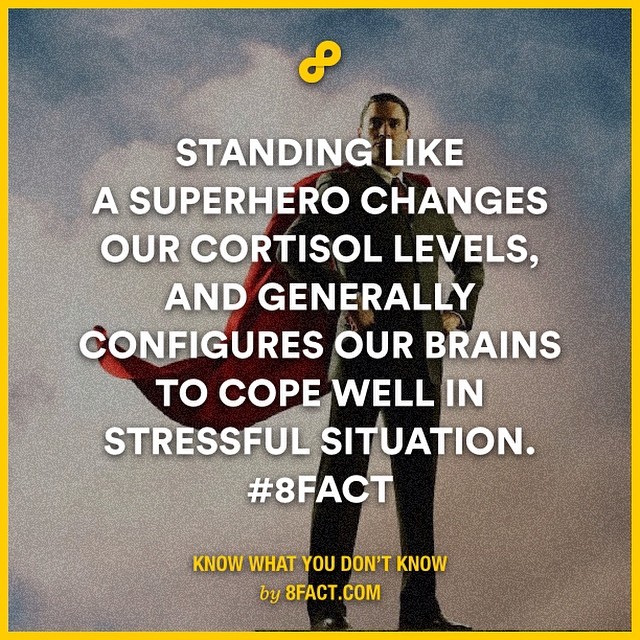 STANDING LIKE
A SUPERHERO CHANGES
OUR CORTISOL LEVELS,
AND GENERALLY
CONFIGURES OUR BRAINS
TO COPE WELL IN
STRESSFUL SITUATION.
#8FACT
KNOW WHAT YOU DON'T KNOW
by 8FACT.COM